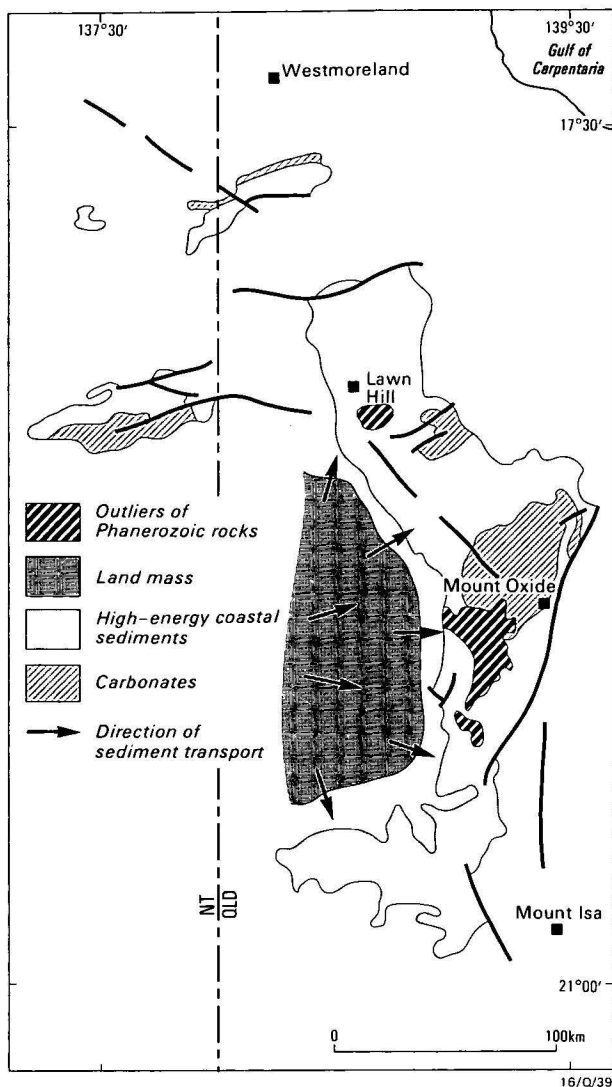 137°30'
139°30'
Gulf of
Carpentaria
Westmoreland
17°30'
Lawn
Hill
Outliers of
Phanerozoic rocks
Land mass
Mount Oxide
High-energy coastal
sediments
Carbonates
Direction of
sediment transport
NT
QLD
Mount Isa
21°00'
0
100km
16/Q/39